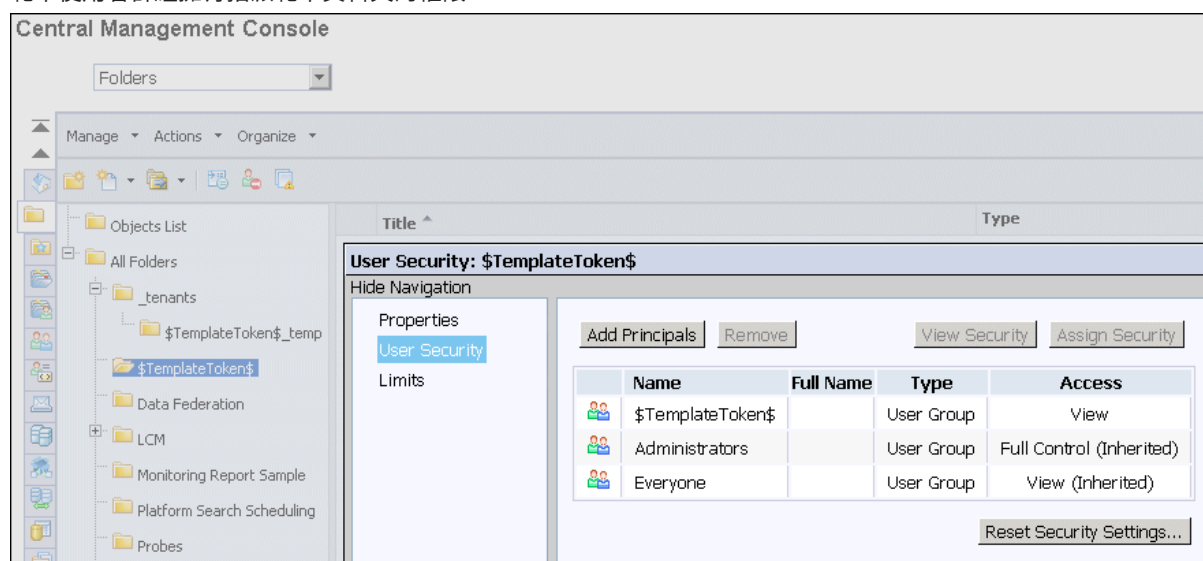 Central Management Console
Folders
Manage Actions Organize
Objects List
All Folders
_tenants
$TemplateToken$_temp
$TemplateToken$
Data Federation
LCM
Monitoring Report Sample
Platform Search Scheduling
Probes
Title Type
User Security: $TemplateToken$
Hide Navigation
Properties
User Security
Limits
Add Principals Remove View Security Assign Security
Name Full Name Type Access
$TemplateToken$ User Group View
Administrators User Group Full Control (Inherited)
Everyone User Group View (Inherited)
Reset Security Settings...